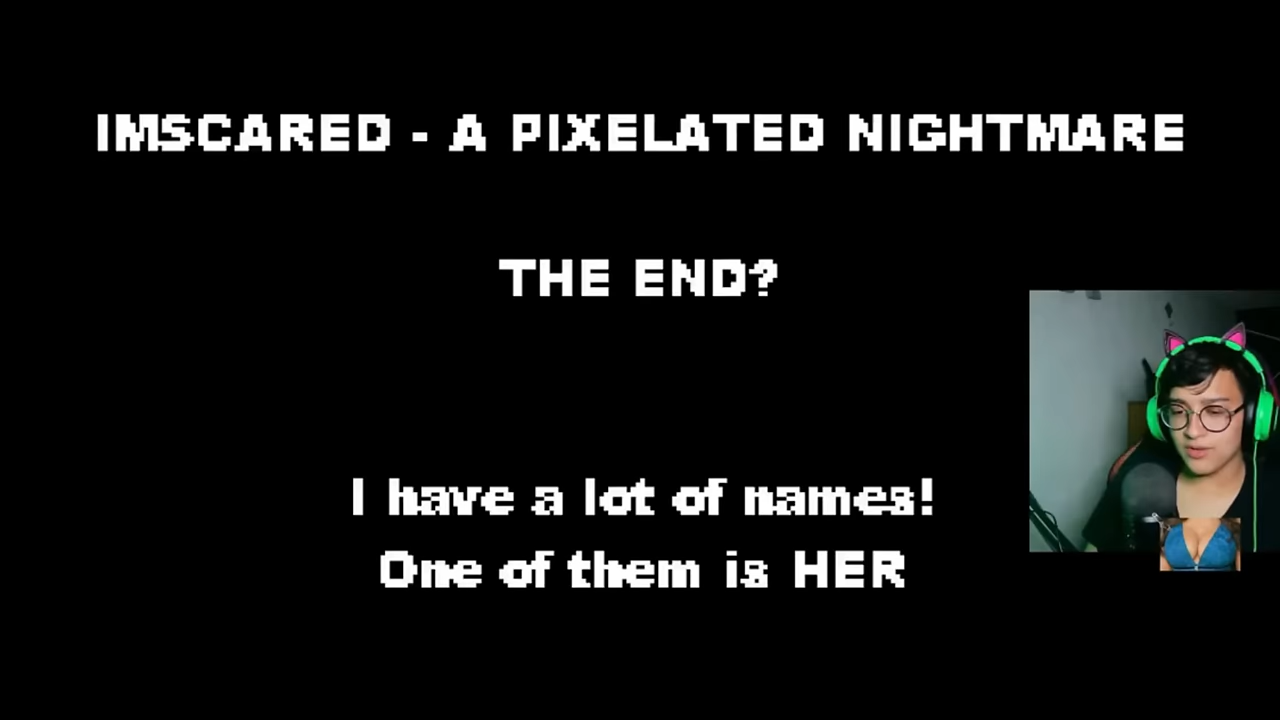 IMSCARED - A PIXELATED NIGHTMARE
THE END?
I have a lot of names!
One of them is HER